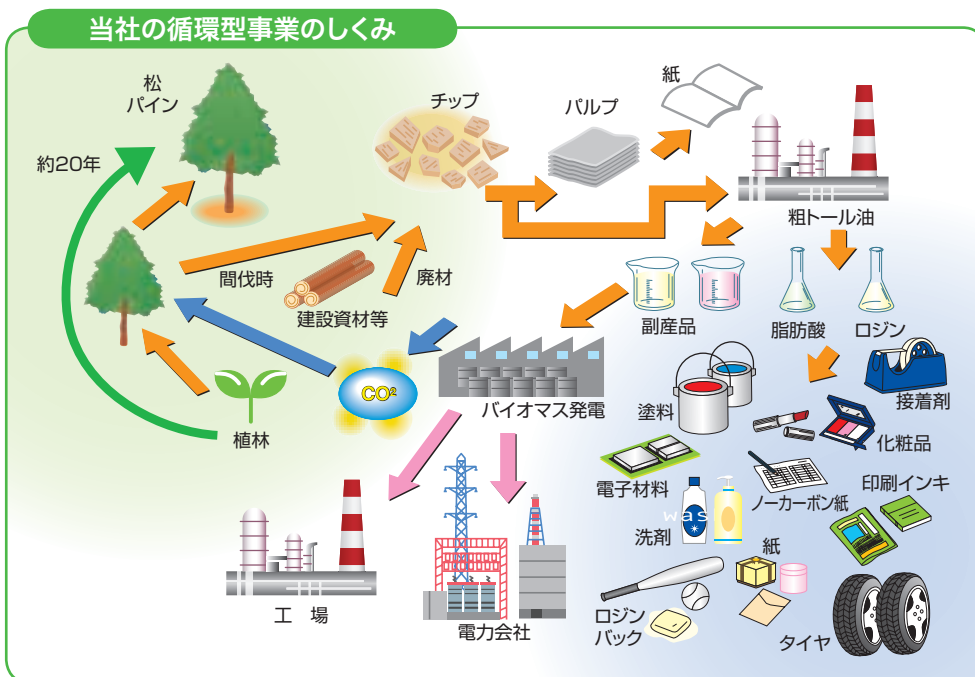 当社の循環型事業のしくみ
松
パイン
約20年
チップ
パルプ
紙
粗トール油
間伐時
廃材
建設資材等
副産品
脂肪酸
ロジン
CO²
バイオマス発電
植林
塗料
接着剤
化粧品
電子材料
ノーカーボン紙
印刷インキ
was
洗剤
紙
工 場
電力会社
ロジン
バック
タイヤ